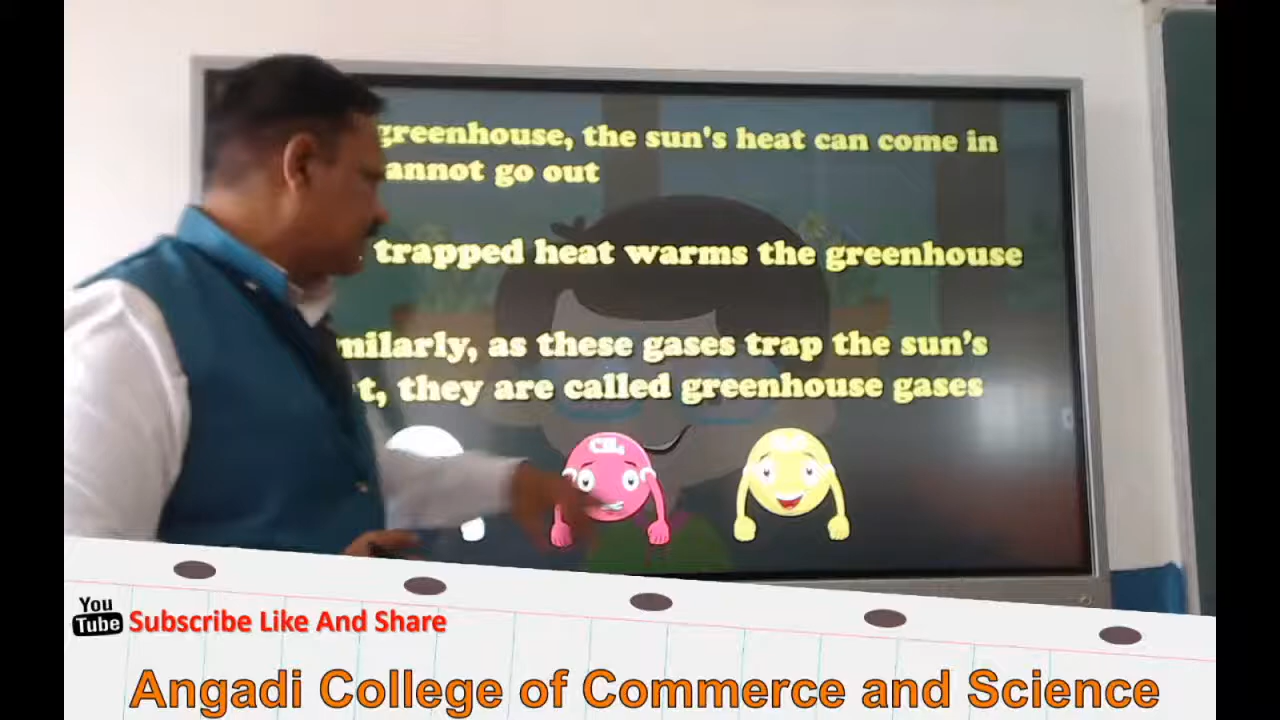 greenhouse, the sun's heat can come in
annot go out
trapped heat warms the greenhouse
milarly, as these gases trap the sun's
t, they are called greenhouse gases
CH₄
You
Tube
Subscribe Like And Share
Angadi College of Commerce and Science